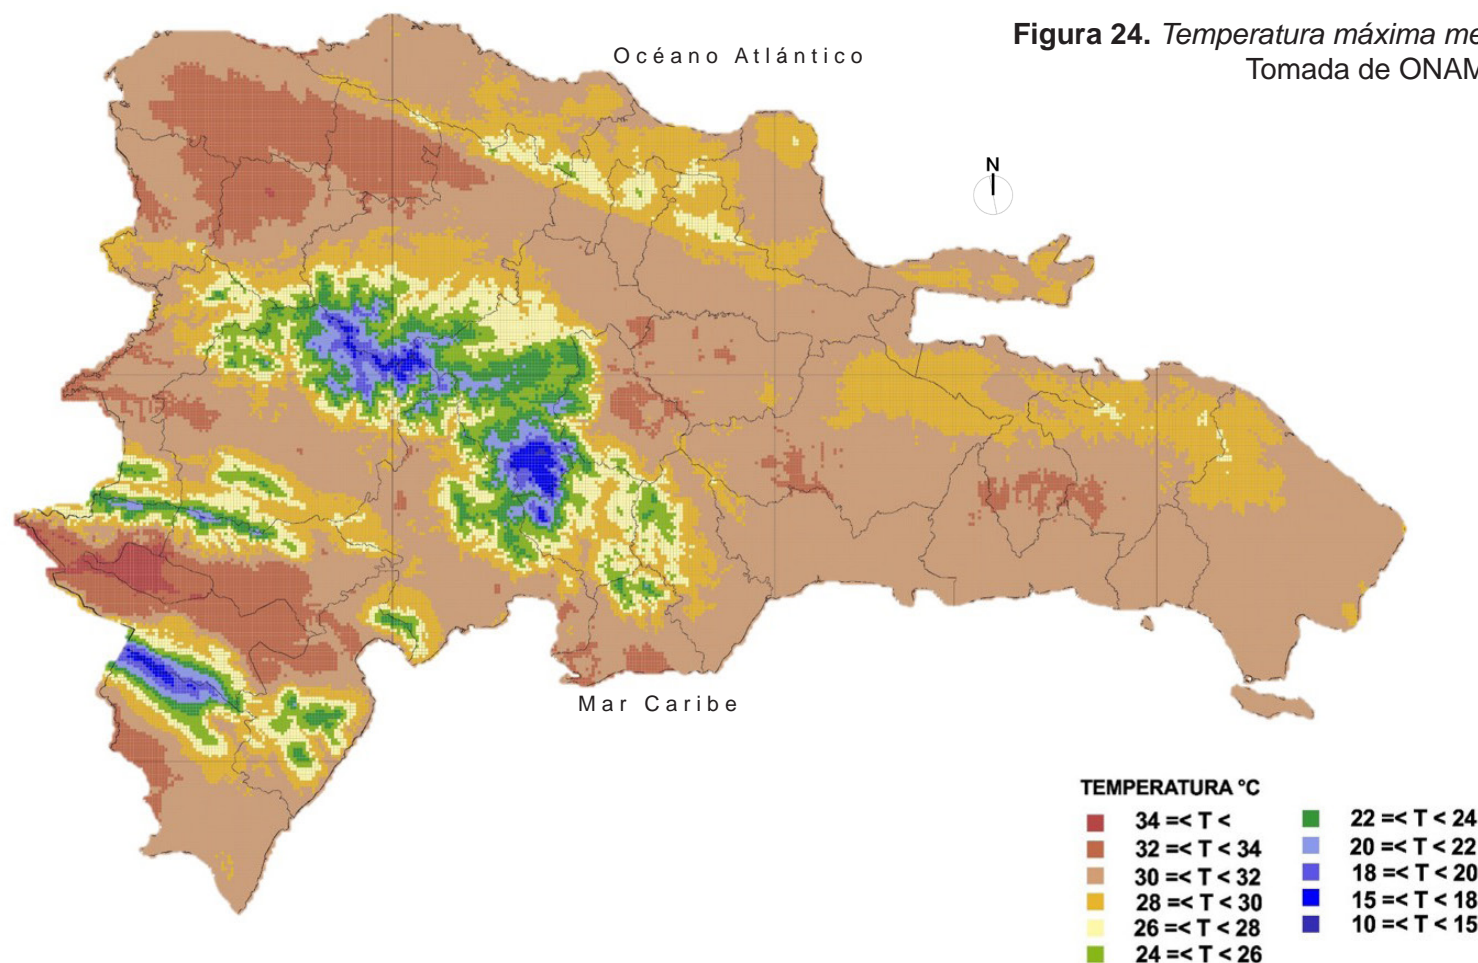 Figura 24. Temperatura máxima me
Tomada de ONAM
Océano Atlántico
N
Mar Caribe
TEMPERATURA °C
34 =< T <
32 =< T < 34
30 =< T < 32
28 =< T < 30
26 =< T < 28
24 =< T < 26
22 =< T < 24
20 =< T < 22
18 =< T < 20
15 =< T < 18
10 =< T < 15